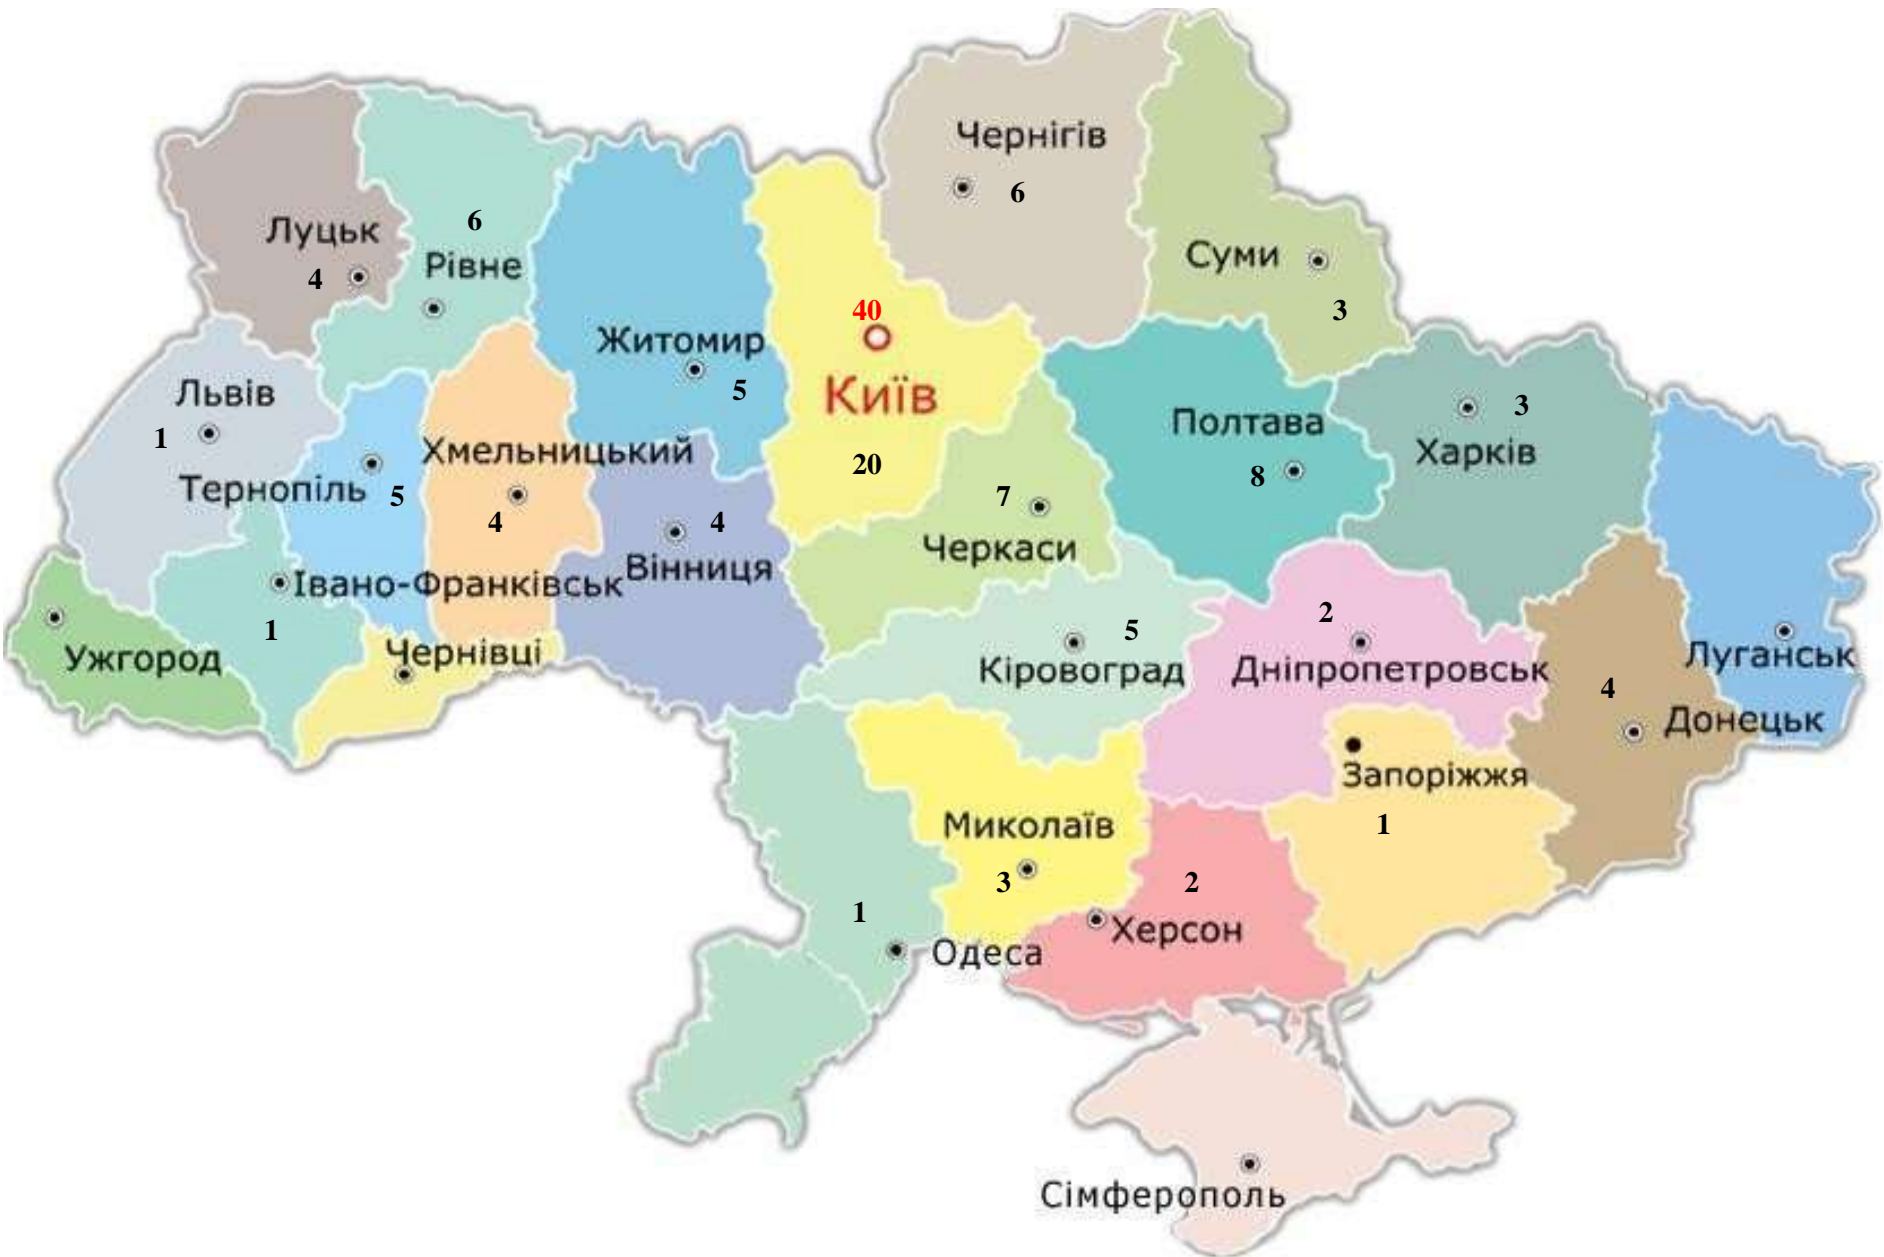 Чернігів
6
Луцьк
4
6
Рівне
Суми
3
40
Київ
20
Житомир
5
Львів
1
Полтава
8
3
Харків
Хмельницький
4
Тернопіль
5
7
Черкаси
4
Вінниця
Івано-Франківськ
1
Ужгород
Чернівці
5
Кіровоград
2
Дніпропетровськ
Луганськ
4
Донецьк
Запоріжжя
1
Миколаїв
3
2
Херсон
1
Одеса
Сімферополь